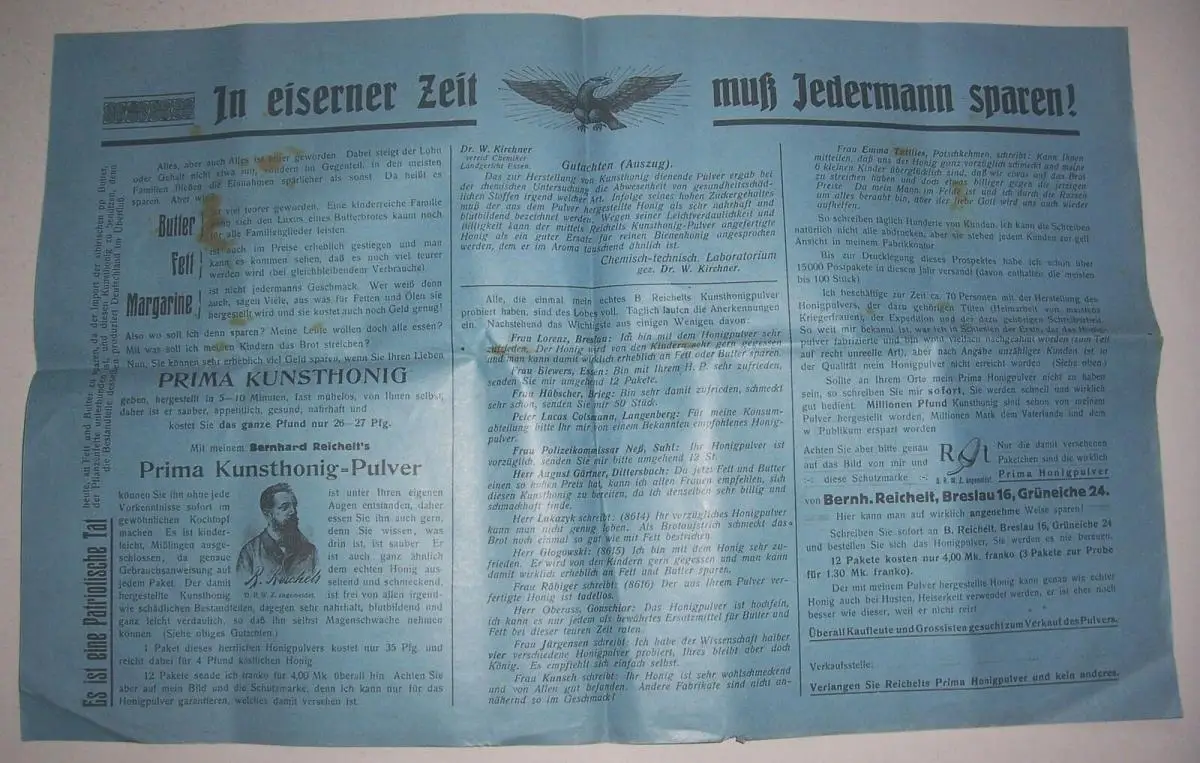 In eiserner Zeit muß Jedermann sparen!
Es ist eine Patriotische Tat
heute, an Fett und Butter zu sparen, da der Import der sibirischen Butter,
der Pflanzenfette unterbunden ist, und diesen Kunsthonig zu benützen, denn
die Bestandteile dessel produziert Deutschland im Überfluß.
Alles, aber auch Alles ist teuer geworden. Dabei steigt der Lohn
oder Gehalt nicht etwa nun, sondern im Gegenteil, in den meisten
Familien fließen die Einnahmen spärlicher als sonst. Da heißt es
sparen. Aber wie
Butter
ist viel teurer geworden. Eine kinderreiche Familie
kann sich den Luxus eines Butterbrotes kaum noch
für alle Familienglieder leisten.
Fett
ist auch im Preise erheblich gestiegen und man
kann es kommen sehen, daß es noch viel teurer
werden wird (bei gleichbleibendem Verbrauche)
Margarine
ist nicht jedermanns Geschmack. Wer weiß denn
auch, sagen Viele, aus was für Fetten und Ölen sie
hergestellt wird und sie kostet auch noch Geld genug!
Also wo soll ich denn sparen? Meine Leute wollen doch alle essen?
Mit was soll ich meinen Kindern das Brot streichen?
Nun, Sie können sehr erheblich viel Geld sparen, wenn Sie Ihren Lieben
PRIMA KUNSTHONIG
geben, hergestellt in 5—10 Minuten fast mühelos, von Ihnen selbst,
daher ist er sauber, appentlich, gesund, nahrhaft und
kostet Sie das ganze Pfund nur 26—27 Pfg.
Mit meinem Bernhard Reichelt's
Prima Kunsthonig=Pulver
können Sie ihn ohne jede
Vorkenntnisse sofort im
gewöhnlichen Kochtopf
machen Es ist kinder-
leicht, Mißlingen ausge-
schlossen, da genaue
Gebrauchsanweisung auf
jedem Paket. Der damit
hergestellte Kunsthonig
B. Reichelt
D. R. W. Z. angemeldet.
ist unter Ihren eigenen
Augen entstanden, daher
essen Sie ihn auch gern,
denn Sie wissen, was
drin ist, ist sauber Er
ist auch ganz ähnlich
dem echten Honig aus-
sehend und schmeckend,
ist frei von allen irgend-
wie schädlichen Bestandteilen, dagegen sehr nahrhaft, blutbildend und
ganz leicht verdaulich, so daß ihn selbst Magenschwache nehmen
können (Siehe obiges Gutachten.)
1 Paket dieses herrlichen Honigpulvers kostet nur 35 Pfg. und
reicht dabei für 4 Pfund köstlichen Honig
12 Pakete sende ich franko für 4,00 Mk. überall hin Achten Sie
aber auf mein Bild und die Schutzmarke, denn ich kann nur für das
Honigpulver garantieren, welches damit versehen ist.
Dr. W. Kirchner
vereid Chemiker
Landgericht Essen.
Gutachten (Auszug).
Das zur Herstellung von Kunsthonig dienende Pulver ergab bei
der chemischen Untersuchung die Abwesenheit von gesundheitsschäd-
lichen Stoffen irgend welcher Art. Infolge seines hohen Zuckergehaltes
muß der aus dem Pulver hergestellte Honig als sehr nahrhaft und
blutbildend bezeichnet werden. Wegen seiner Leichtverdaulichkeit und
Billigkeit kann der mittels Reichelts Kunsthonig-Pulver angefertigte
Honig als ein guter Ersatz für reinen Bienenhonig angesprochen
werden, dem er im Aroma täuschend ähnlich ist.
Chemisch-technisch. Laboratorium
gez. Dr. W. Kirchner.
Alle, die einmal mein echtes B Reichelts Kunsthonigpulver
probiert haben, sind des Lobes voll. Täglich laufen die Anerkennungen
ein. Nachstehend das Wichtigste aus einigen Wenigen davon:
Frau Lorenz, Breslau: Ich bin mit dem Honigpulver sehr
zufrieden. Der Honig wird von den Kindern sehr gern gegessen
und man kann damit wirklich erheblich an Fett oder Butter sparen.
Frau Biewers, Essen: Bin mit Ihrem H. P. sehr zufrieden,
senden Sie mir umgehend 12 Pakete.
Frau Hübscher, Brieg: Bin sehr damit zufrieden, schmeckt
sehr schön, senden Sie mir 50 Stück.
Peter Lucas Colsmann, Langenberg: Für meine Konsum-
abteilung bitte Ihr mir von einem Bekannten empfohlenes Honig-
pulver.
Frau Polizeikommissar Neß, Suhl: Ihr Honigpulver ist
vorzüglich, senden Sie mir bitte umgehend 12 St.
Herr August Gärtner, Dittersbach: Da jetzt Fett und Butter
einen so hohen Preis hat, kann ich allen Frauen empfehlen, sich
diesen Kunsthonig zu bereiten, da ich denselben sehr billig und
schmackhaft finde.
Herr Lukazyk schreibt: (8614) Ihr vorzügliches Honigpulver
kann man nicht genug loben. Als Brotaufstrich schmeckt das
Brot noch einmal so gut wie mit Fett bestrichen.
Herr Glogowski: (8615) Ich bin mit dem Honig sehr zu-
frieden. Er wird von den Kindern gern gegessen und man kann
damit wirklich erheblich an Fett und Butter sparen.
Frau Räbiger schreibt: (8616) Der aus Ihrem Pulver ver-
fertigte Honig ist tadellos.
Herr Oberass. Gonschior: Das Honigpulver ist hochfein,
ich kann es nur jedem als bewährtes Ersatzmittel für Butter und
Fett bei dieser teuren Zeit raten.
Frau Jürgensen schreibt: Ich habe der Wissenschaft halber
vier verschiedene Honigpulver probiert, Ihres bleibt aber doch
König. Es empfiehlt sich einfach selbst.
Frau Kunsch schreibt: Ihr Honig ist sehr wohlschmeckend
und von Allen gut befunden. Andere Fabrikate sind nicht an-
nähernd so im Geschmack!
Frau Emma Tattlies, Potschkehmen, schreibt: Kann Ihnen
mitteilen, daß uns der Honig ganz vorzüglich schmeckt und meine
6 kleinen Kinder überglücklich sind, daß wir etwas auf das Brot
zu streichen haben und doch etwas billiger gegen die jetzigen
Preise Da mein Mann im Felde ist und ich durch die Russen
um alles beraubt bin, aber der liebe Gott wird uns auch wieder
aufhelfen.
So schreiben täglich Hunderte von Kunden. Ich kann die Schreiben
natürlich nicht alle abdrucken, aber sie stehen jedem Kunden zur gefl
Ansicht in meinem Fabrikkontor
Bis zur Drucklegung dieses Prospektes habe ich schon über
15000 Postpakete in diesem Jahr versandt (davon enthalten die meisten
bis 100 Stück)
Ich beschäftige zur Zeit ca. 70 Personen mit der Herstellung des
Honigpulvers, der dazu gehörigen Tüten (Heimarbeit von meistens
Kriegerfrauen, der Expedition und der dazu gehörigen Schreibarbeit.
So weit mir bekannt ist, war ich in Schlesien der Erste, der das Honig-
pulver fabrizierte und bin wohl vielfach nachgeahmt worden (zum Teil
auf recht unreelle Art), aber nach Angabe unzähliger Kunden ist in
der Qualität mein Honigpulver nicht erreicht worden (Siehe oben)
Sollte an Ihrem Orte mein Prima Honigpulver nicht zu haben
sein, so schreiben Sie mir sofort, Sie werden schnell und mit
gut bedient Millionen Pfund Kunsthonig sind schon von meinem
Pulver hergestellt worden, Millionen Mark dem Vaterlande und dem
w Publikum erspart worden
Achten Sie aber bitte genau
auf das Bild von mir und
diese Schutzmarke
D. R. W. Z. angemeldet.
Nur die damit versehenen
Paketchen sind die wirklich
Prima Honigpulver
von Bernh. Reichelt, Breslau 16, Grüneiche 24.
Hier kann man auf wirklich angenehme Weise sparen!
Schreiben Sie sofort an B. Reichelt, Breslau 16, Grüneiche 24
und bestellen Sie sich das Honigpulver, Sie werden es nie bereuen.
12 Pakete kosten nur 4,00 Mk. franko (3 Pakete zur Probe
für 1.30 Mk. franko).
Der mit meinem Pulver hergestellte Honig kann genau wie echter
Honig auch bei Husten, Heiserkeit verwendet werden, er ist eher noch
besser wie dieser, weil er nicht reizt
Überall Kaufleute und Grossisten gesucht zum Verkauf des Pulvers.
Verkaufsstelle:
Verlangen Sie Reichelts Prima Honigpulver und kein anderes.